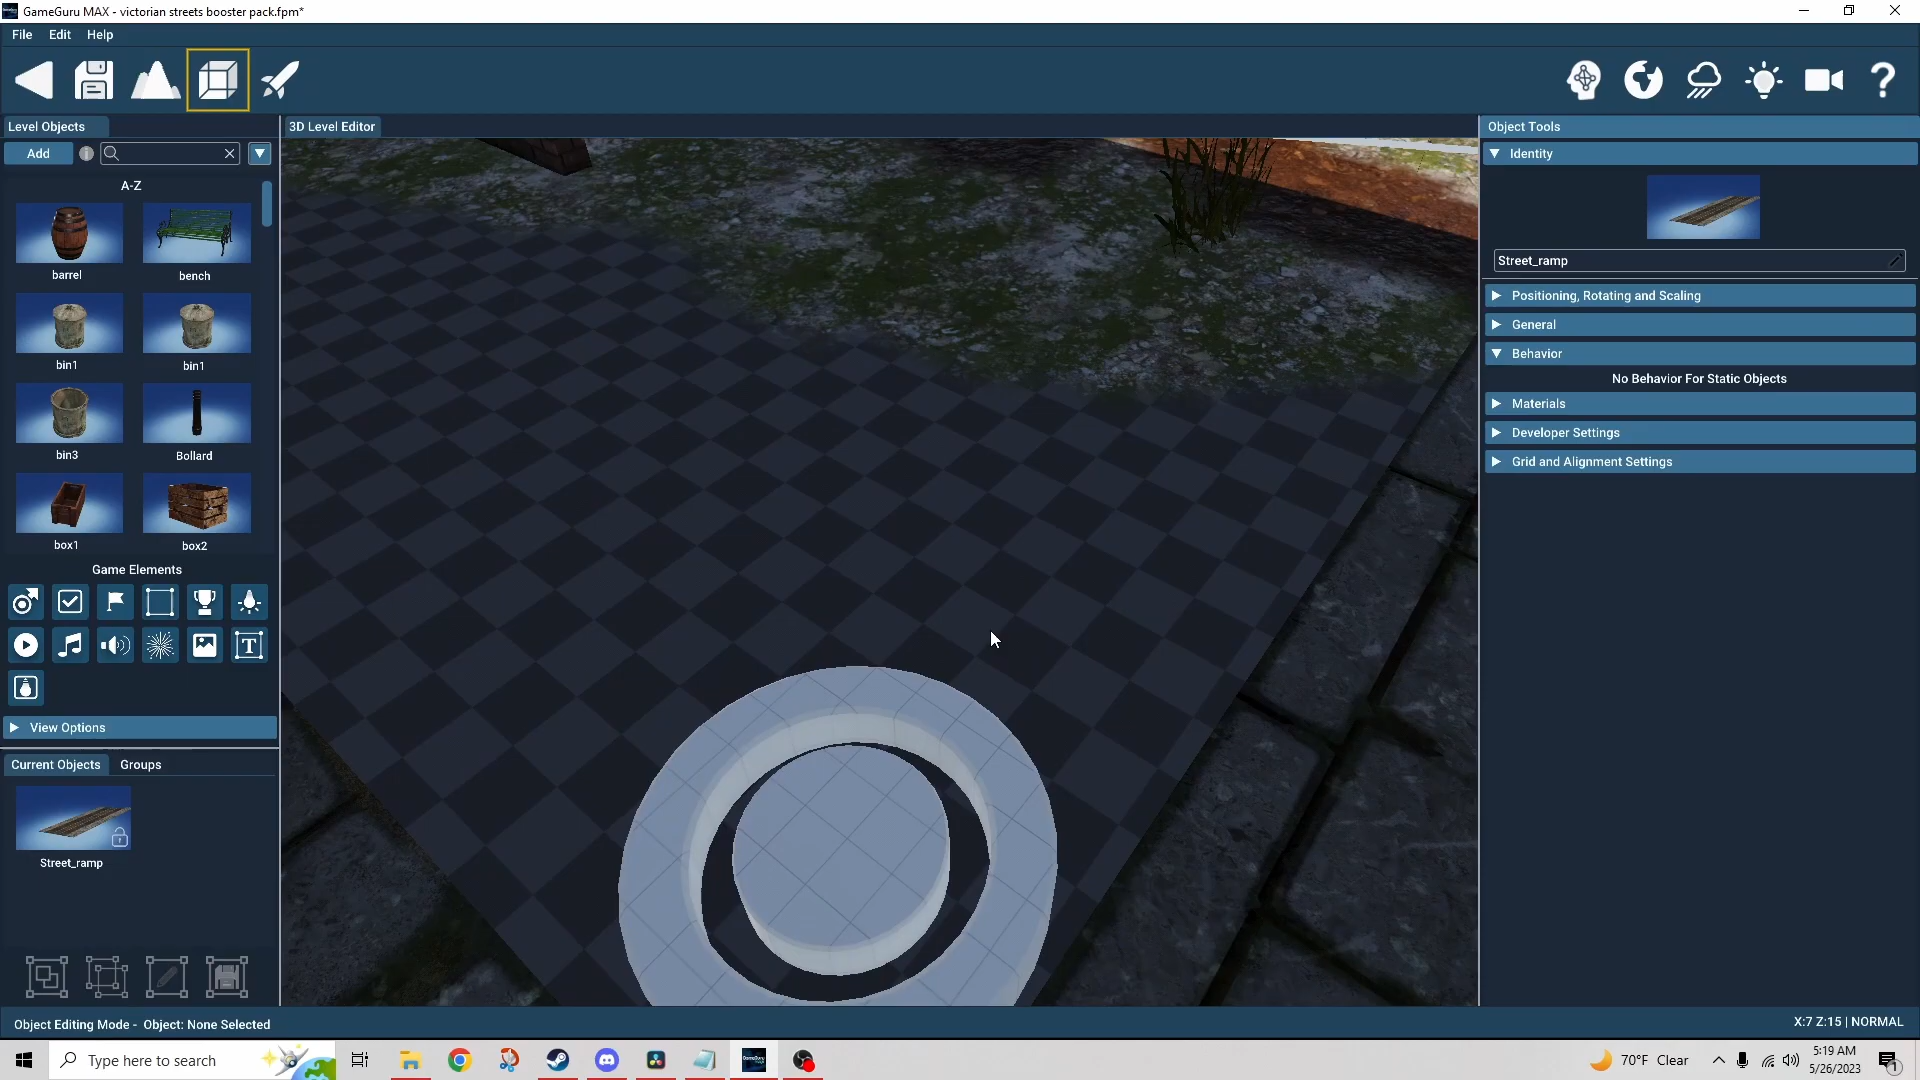 GameGuru MAX - victorian streets booster pack.fpm*
File Edit Help
Level Objects
3D Level Editor
Object Tools
Add
Identity
A-Z
barrel
bench
Street_ramp
bin1
bin1
Positioning, Rotating and Scaling
General
Behavior
No Behavior For Static Objects
Materials
Developer Settings
Grid and Alignment Settings
bin3
Bollard
box1
box2
Game Elements
T
View Options
Current Objects Groups
Street_ramp
Object Editing Mode - Object: None Selected
X:7 Z:15 | NORMAL
Type here to search
70°F Clear
5:19 AM
5/26/2023
1